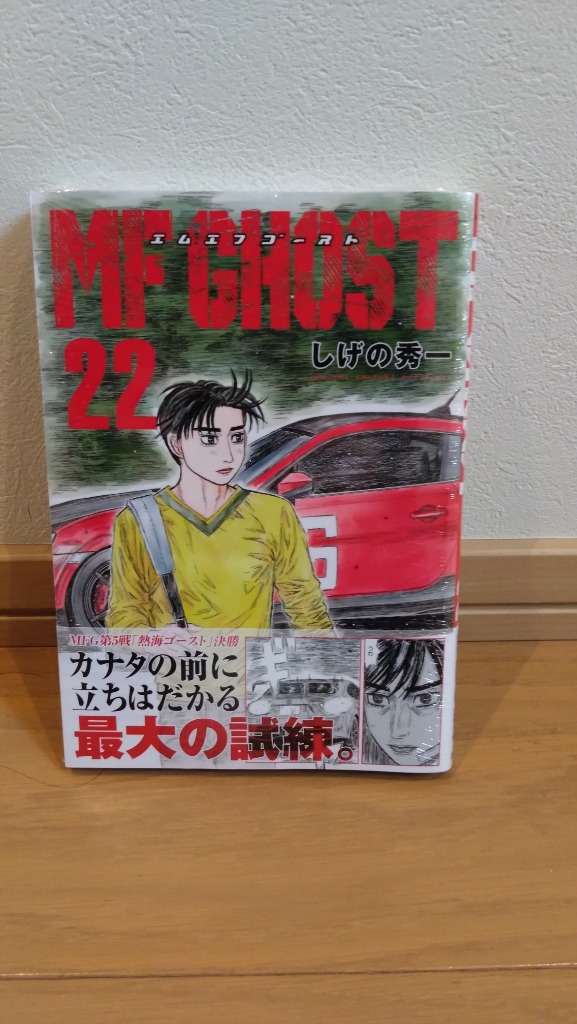 MF GHOST
エムエフゴースト
22
しげの秀一
6
MFG第5戦「熱海ゴースト」決勝
カナタの前に
立ちはだかる
最大の試練。